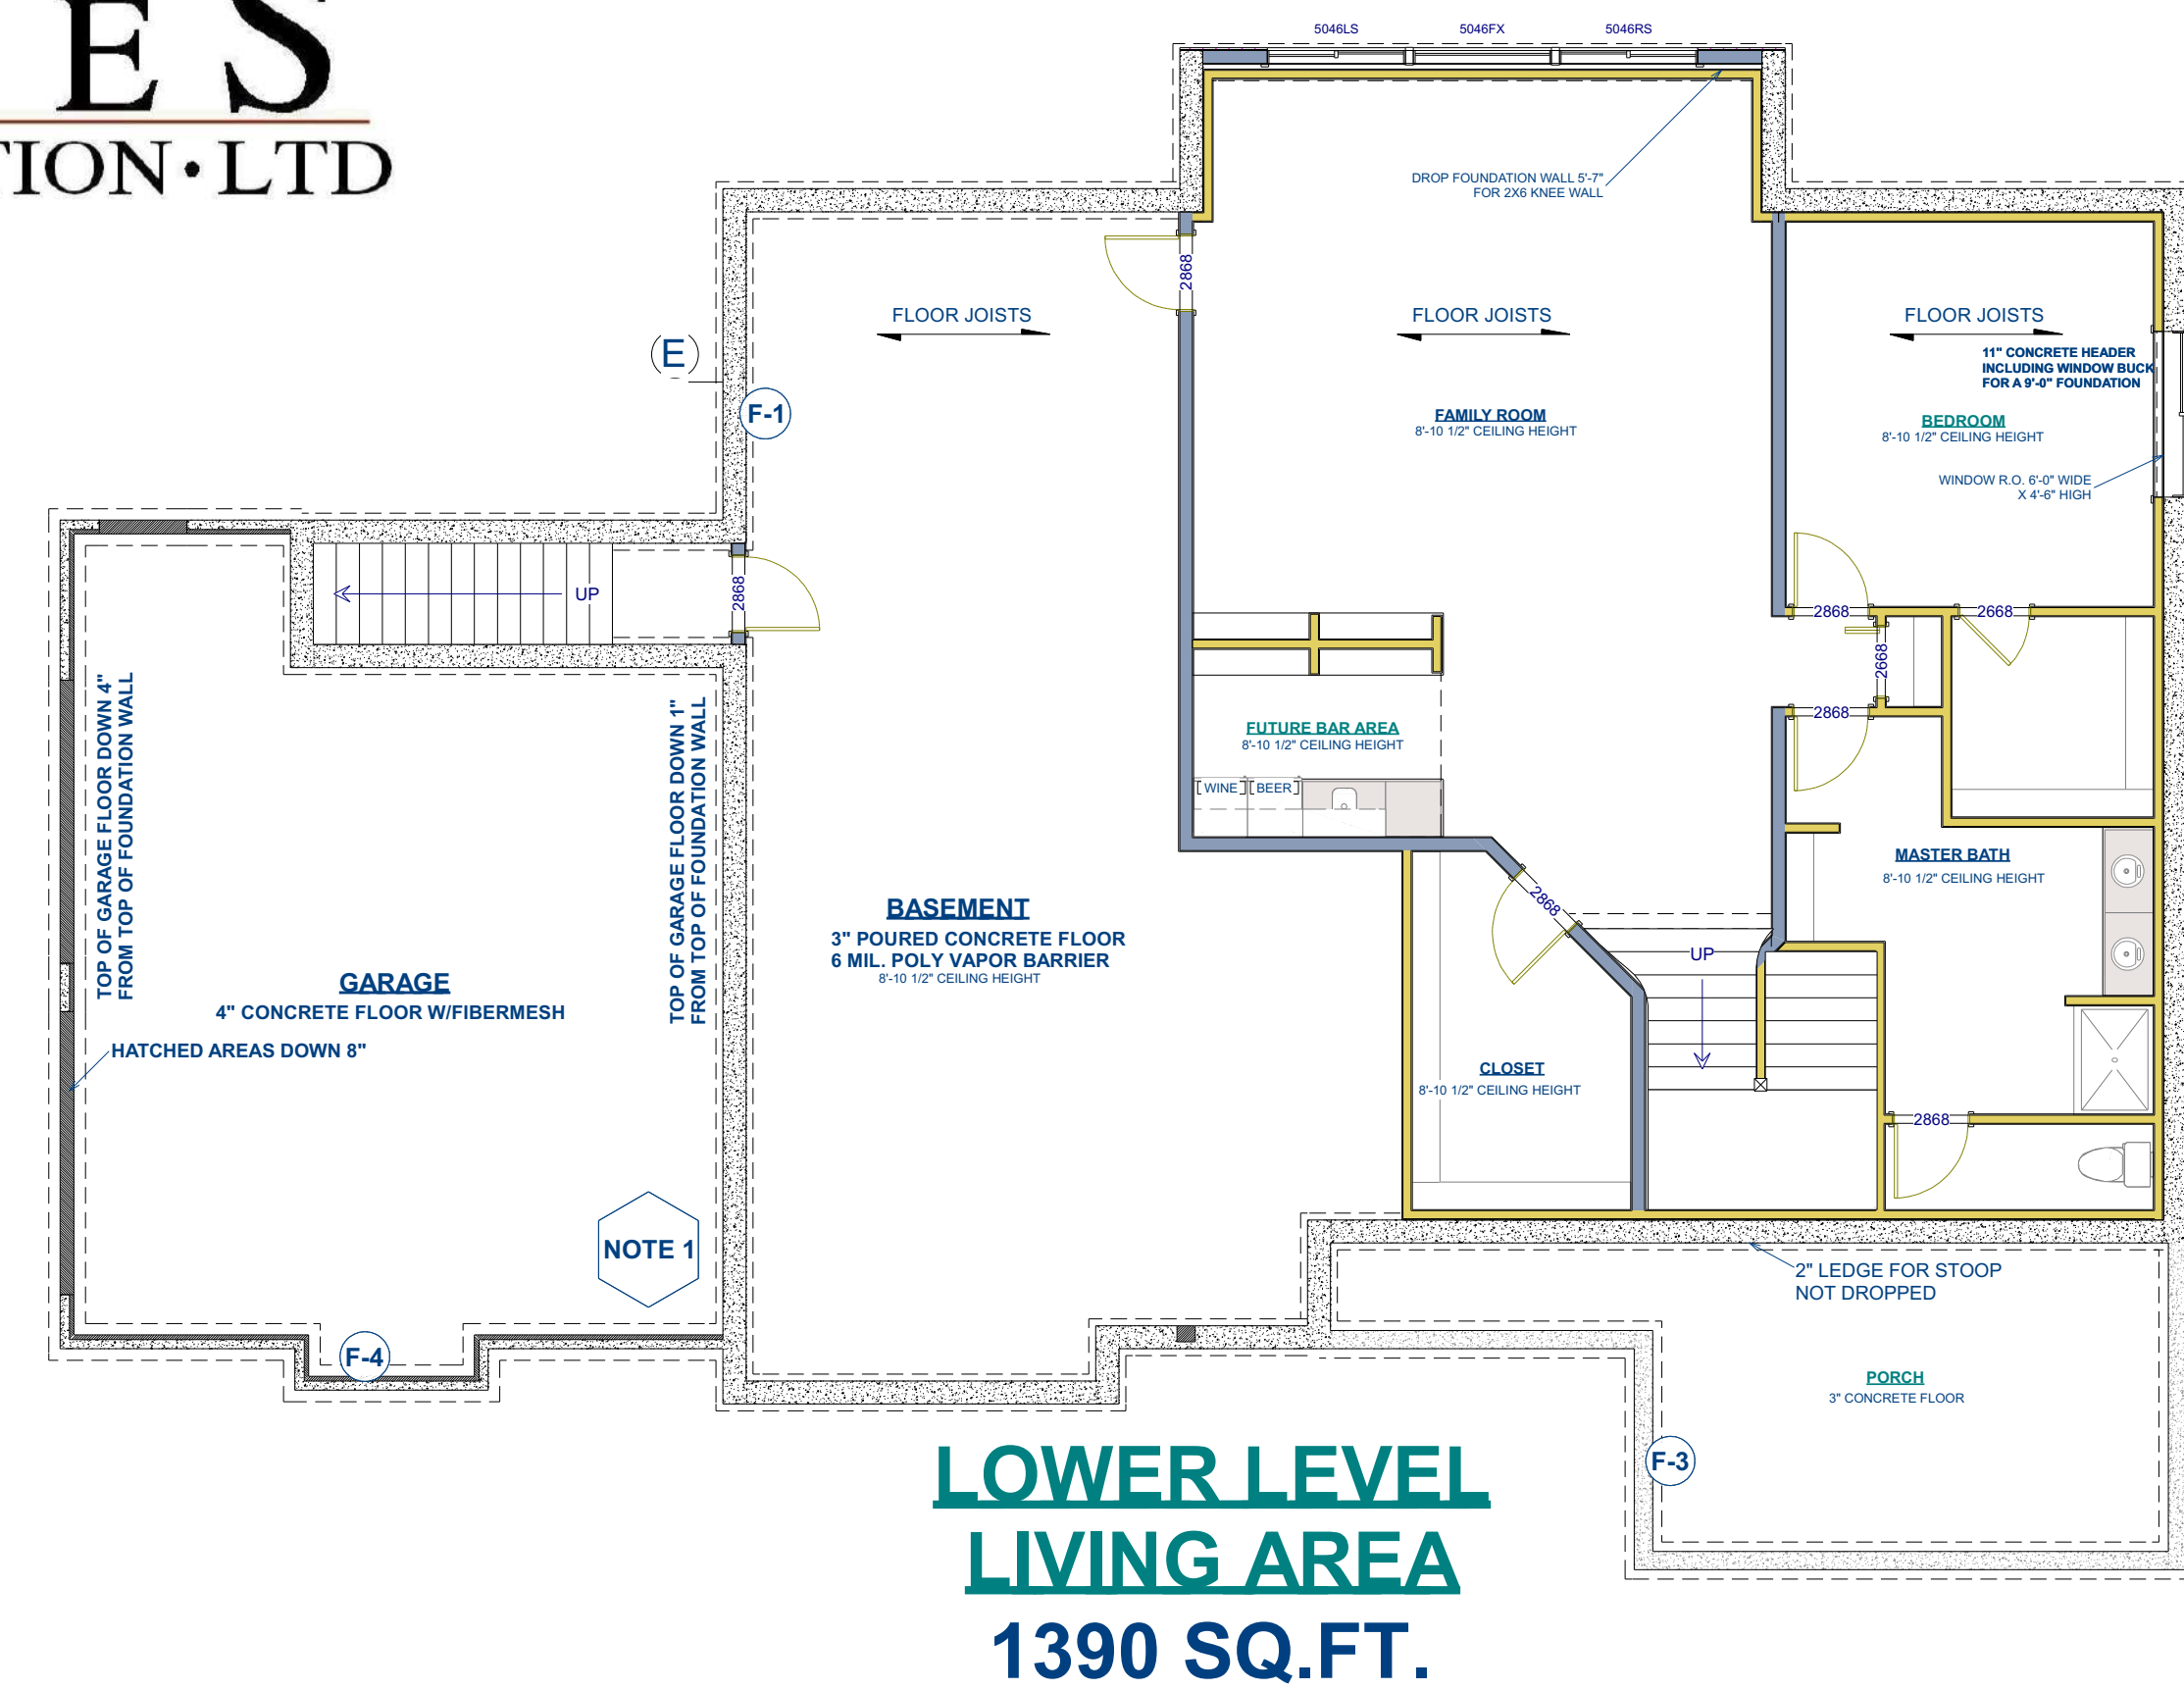 ES
TION·LTD
5046LS
5046FX
5046RS
DROP FOUNDATION WALL 5'-7"
FOR 2X6 KNEE WALL
2868
FLOOR JOISTS
FLOOR JOISTS
FLOOR JOISTS
(E)
11" CONCRETE HEADER
INCLUDING WINDOW BUCK
FOR A 9'-0" FOUNDATION
F-1
FAMILY ROOM
8'-10 1/2" CEILING HEIGHT
BEDROOM
8'-10 1/2" CEILING HEIGHT
WINDOW R.O. 6'-0" WIDE
X 4'-6" HIGH
UP
2868
2868
2668
2668
2868
TOP OF GARAGE FLOOR DOWN 4"
FROM TOP OF FOUNDATION WALL
TOP OF GARAGE FLOOR DOWN 1"
FROM TOP OF FOUNDATION WALL
FUTURE BAR AREA
8'-10 1/2" CEILING HEIGHT
WINE
BEER
MASTER BATH
8'-10 1/2" CEILING HEIGHT
2868
BASEMENT
3" POURED CONCRETE FLOOR
6 MIL. POLY VAPOR BARRIER
8'-10 1/2" CEILING HEIGHT
UP
GARAGE
4" CONCRETE FLOOR W/FIBERMESH
HATCHED AREAS DOWN 8"
CLOSET
8'-10 1/2" CEILING HEIGHT
2868
NOTE 1
2" LEDGE FOR STOOP
NOT DROPPED
F-4
PORCH
3" CONCRETE FLOOR
F-3
LOWER LEVEL
LIVING AREA
1390 SQ.FT.